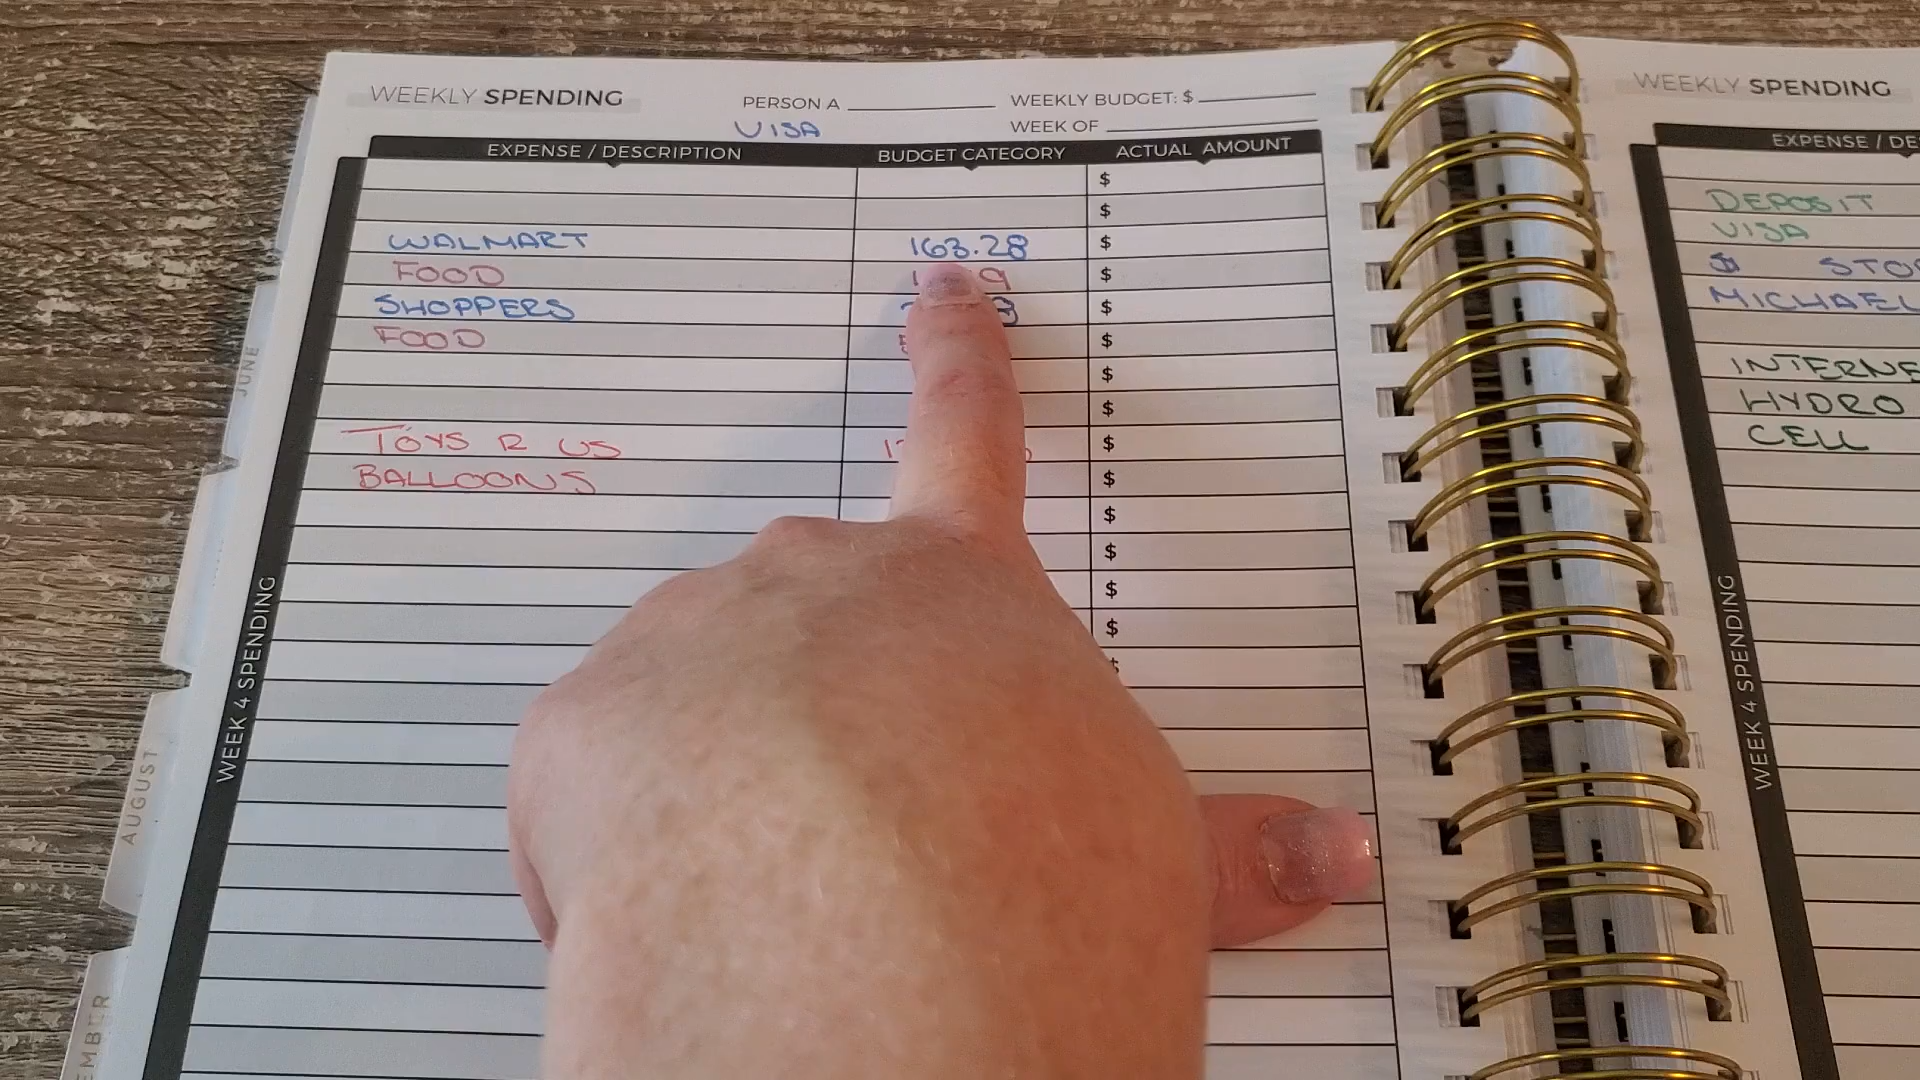 WEEKLY SPENDING
PERSON A
WEEKLY BUDGET: $
VISA
WEEK OF
EXPENSE / DESCRIPTION BUDGET CATEGORY ACTUAL AMOUNT
$
$
WALMART 163.28 $
FOOD $
SHOPPERS $
FOOD $
$
$
TOYS R US $
BALLOONS $
$
$
$
$
WEEK 4 SPENDING
JUNE
AUGUST
WEEKLY SPENDING
EXPENSE /
DEPOSIT
VISA
$
MICHAEL
INTERNE
HYDRO
CELL
WEEK 4 SPENDING